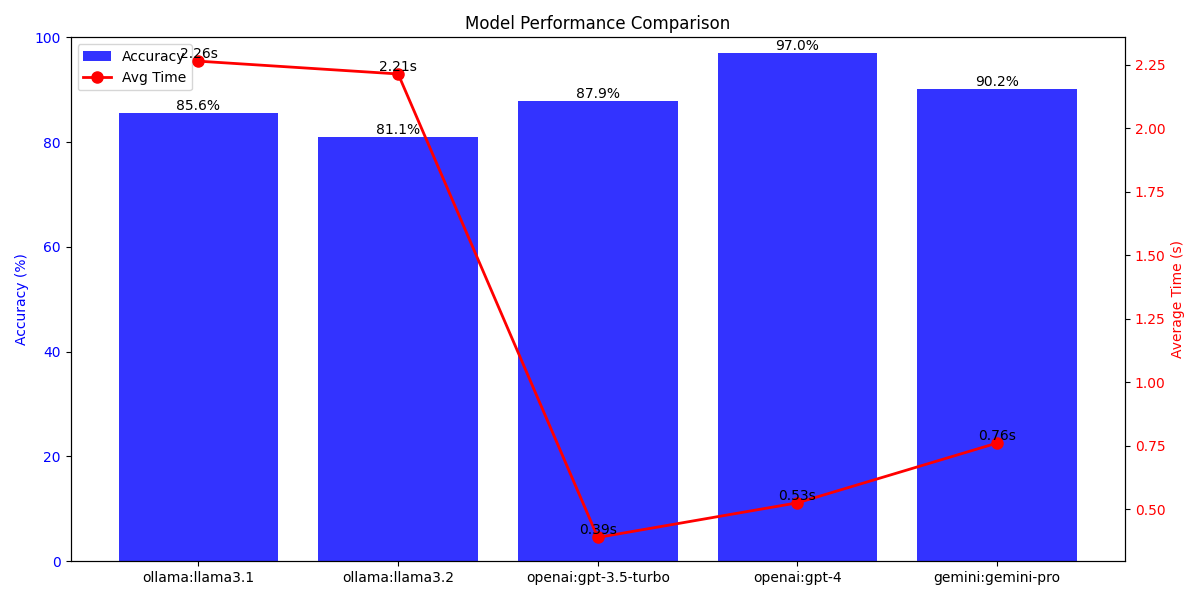 Model Performance Comparison
Accuracy
Avg Time
2.26s
2.21s
97.0%
85.6%
81.1%
87.9%
90.2%
0.39s
0.53s
0.76s
Accuracy (%)
100
80
60
40
20
0
Average Time (s)
2.25
2.00
1.75
1.50
1.25
1.00
0.75
0.50
ollama:llama3.1
ollama:llama3.2
openai:gpt-3.5-turbo
openai:gpt-4
gemini:gemini-pro